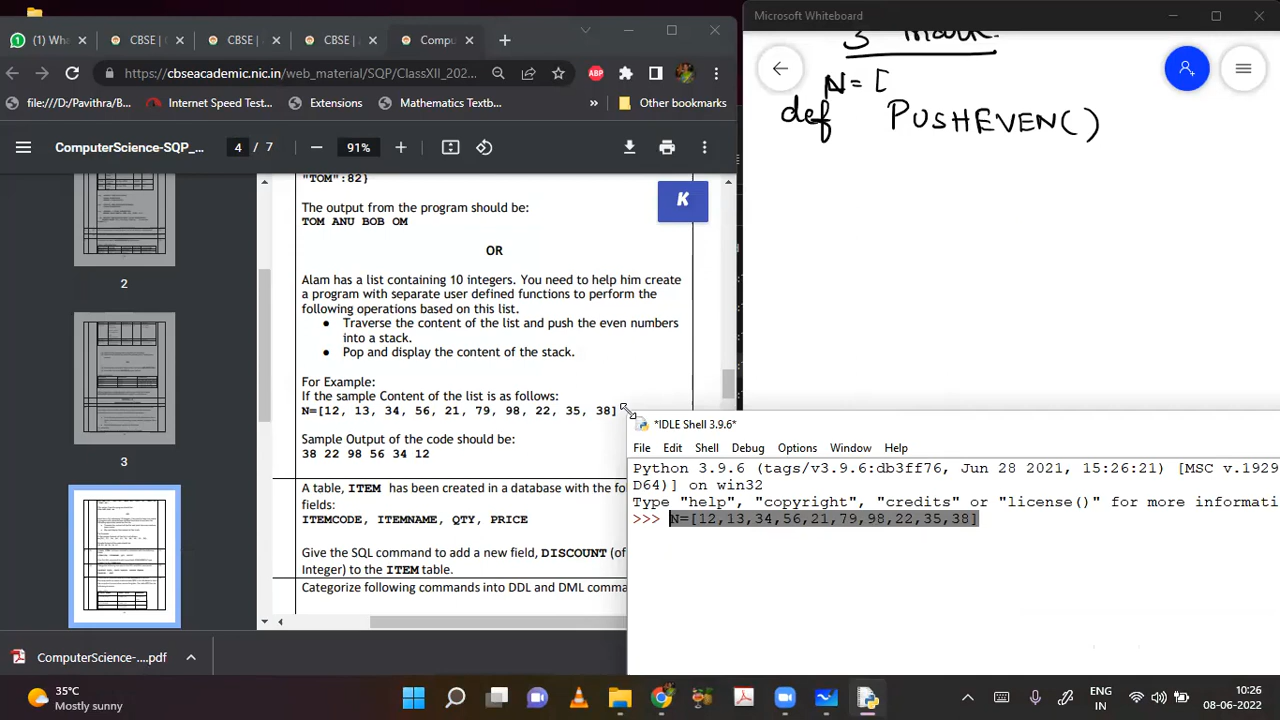 Microsoft Whiteboard
(1) Wha
CBSE
CBSE |
CBSE |
Compu
3 mark.
N=[
def PUSHEVEN()
https://cbseacademic.nic.in/web_material/SQP/ClassXII_202...
ABP
///D:/Pyt
Internet Speed Test...
Extensions
10 Minute Mail
»
Other bookmarks
ComputerScience-SQP_...
4 / 7
91%
K
"TOM":82}
The output from the program should be:
TOM ANU BOB OM
OR
Alam has a list containing 10 integers. You need to help him create
a program with separate user defined functions to perform the
following operations based on this list.
● Traverse the content of the list and push the even numbers
into a stack.
● Pop and display the content of the stack.
For Example:
If the sample Content of the list is as follows:
N=[12, 13, 34, 56, 21, 79, 98, 22, 35, 38]
Sample Output of the code should be:
38 22 98 56 34 12
A table, ITEM has been created in a database with the fo
fields:
ITEMCODE, ITEMNAME, QTY, PRICE
Give the SQL command to add a new field, DISCOUNT (of
Integer) to the ITEM table.
Categorize following commands into DDL and DML comma
2
3
*IDLE Shell 3.9.6*
File Edit Shell Debug Options Window Help
Python 3.9.6 (tags/v3.9.6:db3ff76, Jun 28 2021, 15:26:21) [MSC v.1929
D64)] on win32
Type "help", "copyright", "credits" or "license()" for more informati
>>> N=[12,13,34,56,21,79,98,22,35,38]
ComputerScience-....pdf
35°C
Mostly sunny
ENG
IN
10:26
08-06-2022